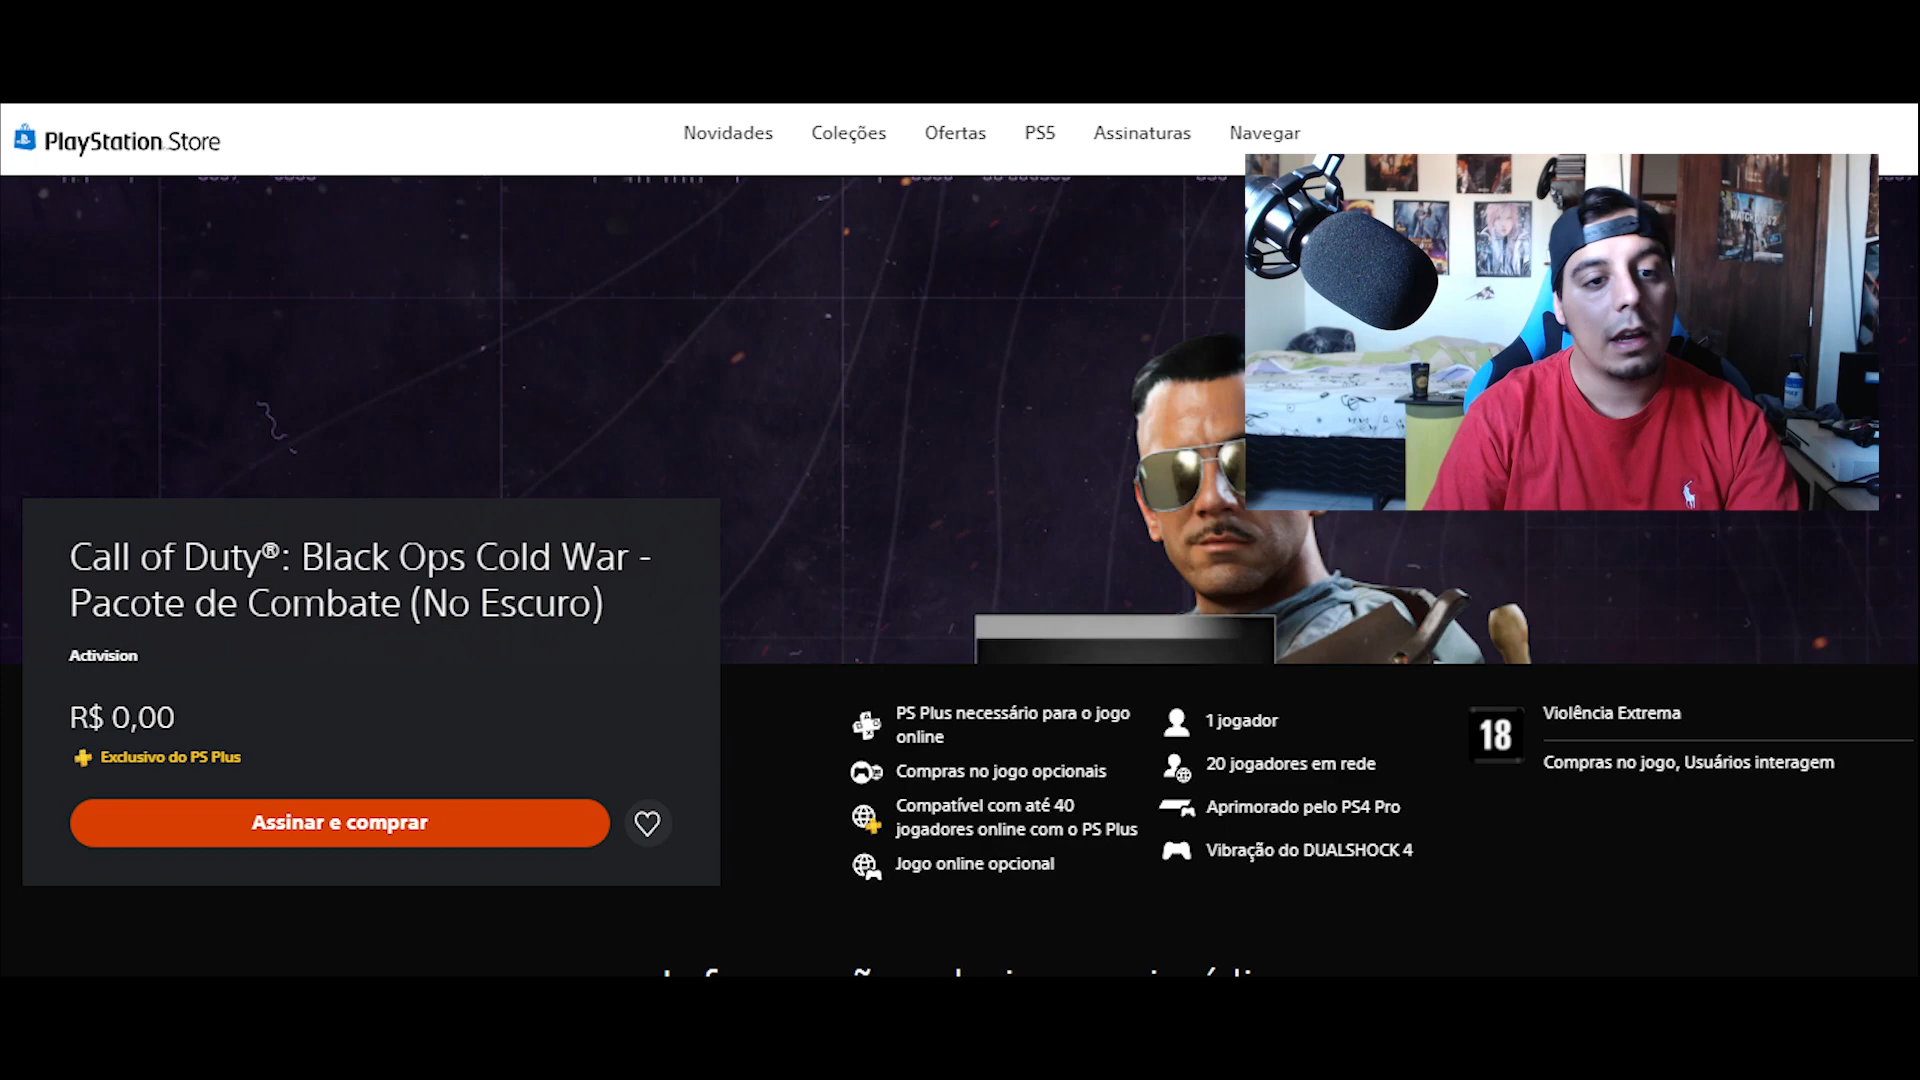 PlayStation Store
Novidades
Coleções
Ofertas
PS5
Assinaturas
Navegar
WATCH DOGS 2
Call of Duty®: Black Ops Cold War -
Pacote de Combate (No Escuro)
Activision
R$ 0,00
Exclusivo do PS Plus
Assinar e comprar
PS Plus necessário para o jogo
online
Compras no jogo opcionais
Compatível com até 40
jogadores online com o PS Plus
Jogo online opcional
1 jogador
20 jogadores em rede
Aprimorado pelo PS4 Pro
Vibração do DUALSHOCK 4
18
Violência Extrema
Compras no jogo, Usuários interagem